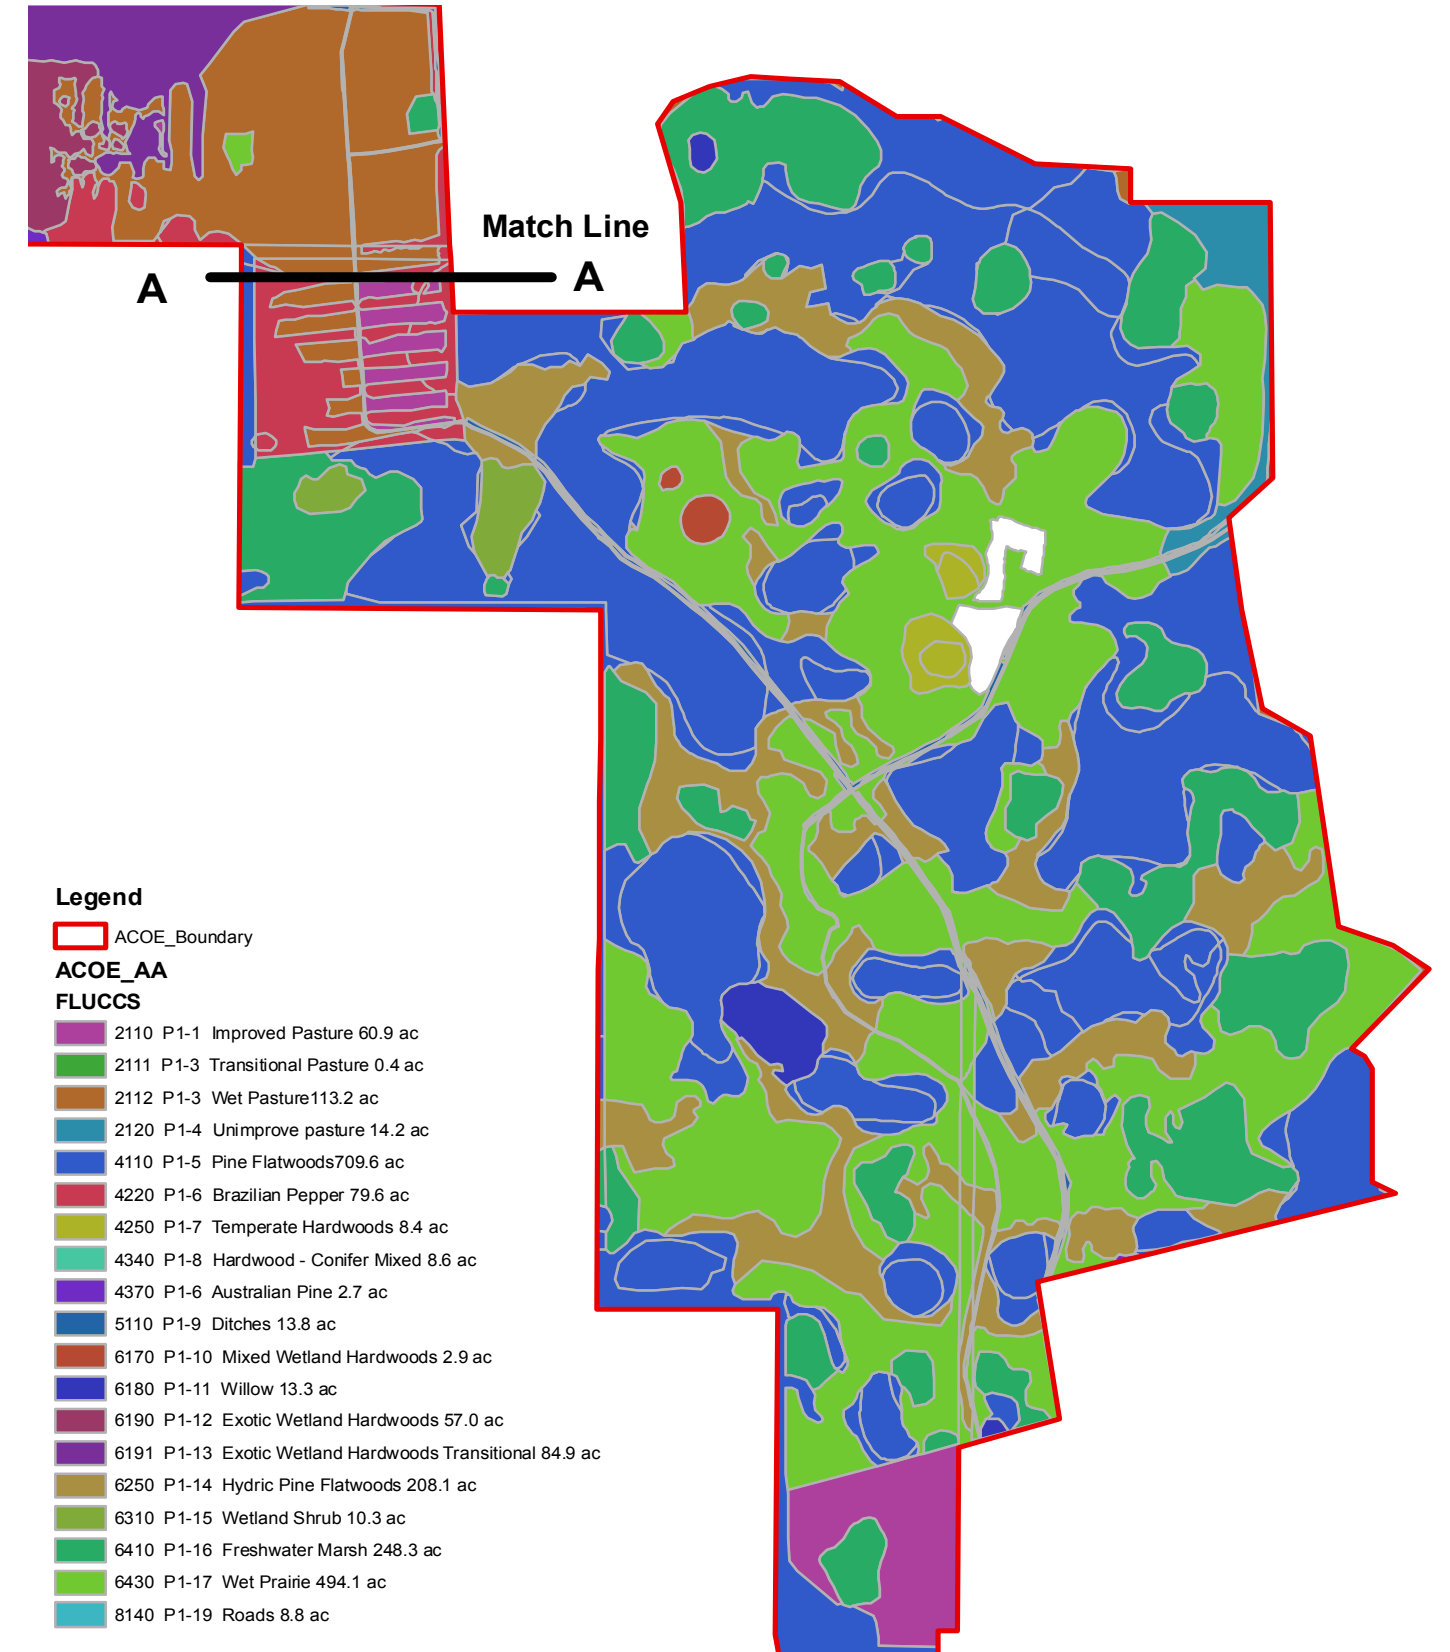 Match Line
A
A
Legend
ACOE_Boundary
ACOE_AA
FLUCCS
2110 P1-1 Improved Pasture 60.9 ac
2111 P1-3 Transitional Pasture 0.4 ac
2112 P1-3 Wet Pasture113.2 ac
2120 P1-4 Unimprove pasture 14.2 ac
4110 P1-5 Pine Flatwoods709.6 ac
4220 P1-6 Brazilian Pepper 79.6 ac
4250 P1-7 Temperate Hardwoods 8.4 ac
4340 P1-8 Hardwood - Conifer Mixed 8.6 ac
4370 P1-6 Australian Pine 2.7 ac
5110 P1-9 Ditches 13.8 ac
6170 P1-10 Mixed Wetland Hardwoods 2.9 ac
6180 P1-11 Willow 13.3 ac
6190 P1-12 Exotic Wetland Hardwoods 57.0 ac
6191 P1-13 Exotic Wetland Hardwoods Transitional 84.9 ac
6250 P1-14 Hydric Pine Flatwoods 208.1 ac
6310 P1-15 Wetland Shrub 10.3 ac
6410 P1-16 Freshwater Marsh 248.3 ac
6430 P1-17 Wet Prairie 494.1 ac
8140 P1-19 Roads 8.8 ac